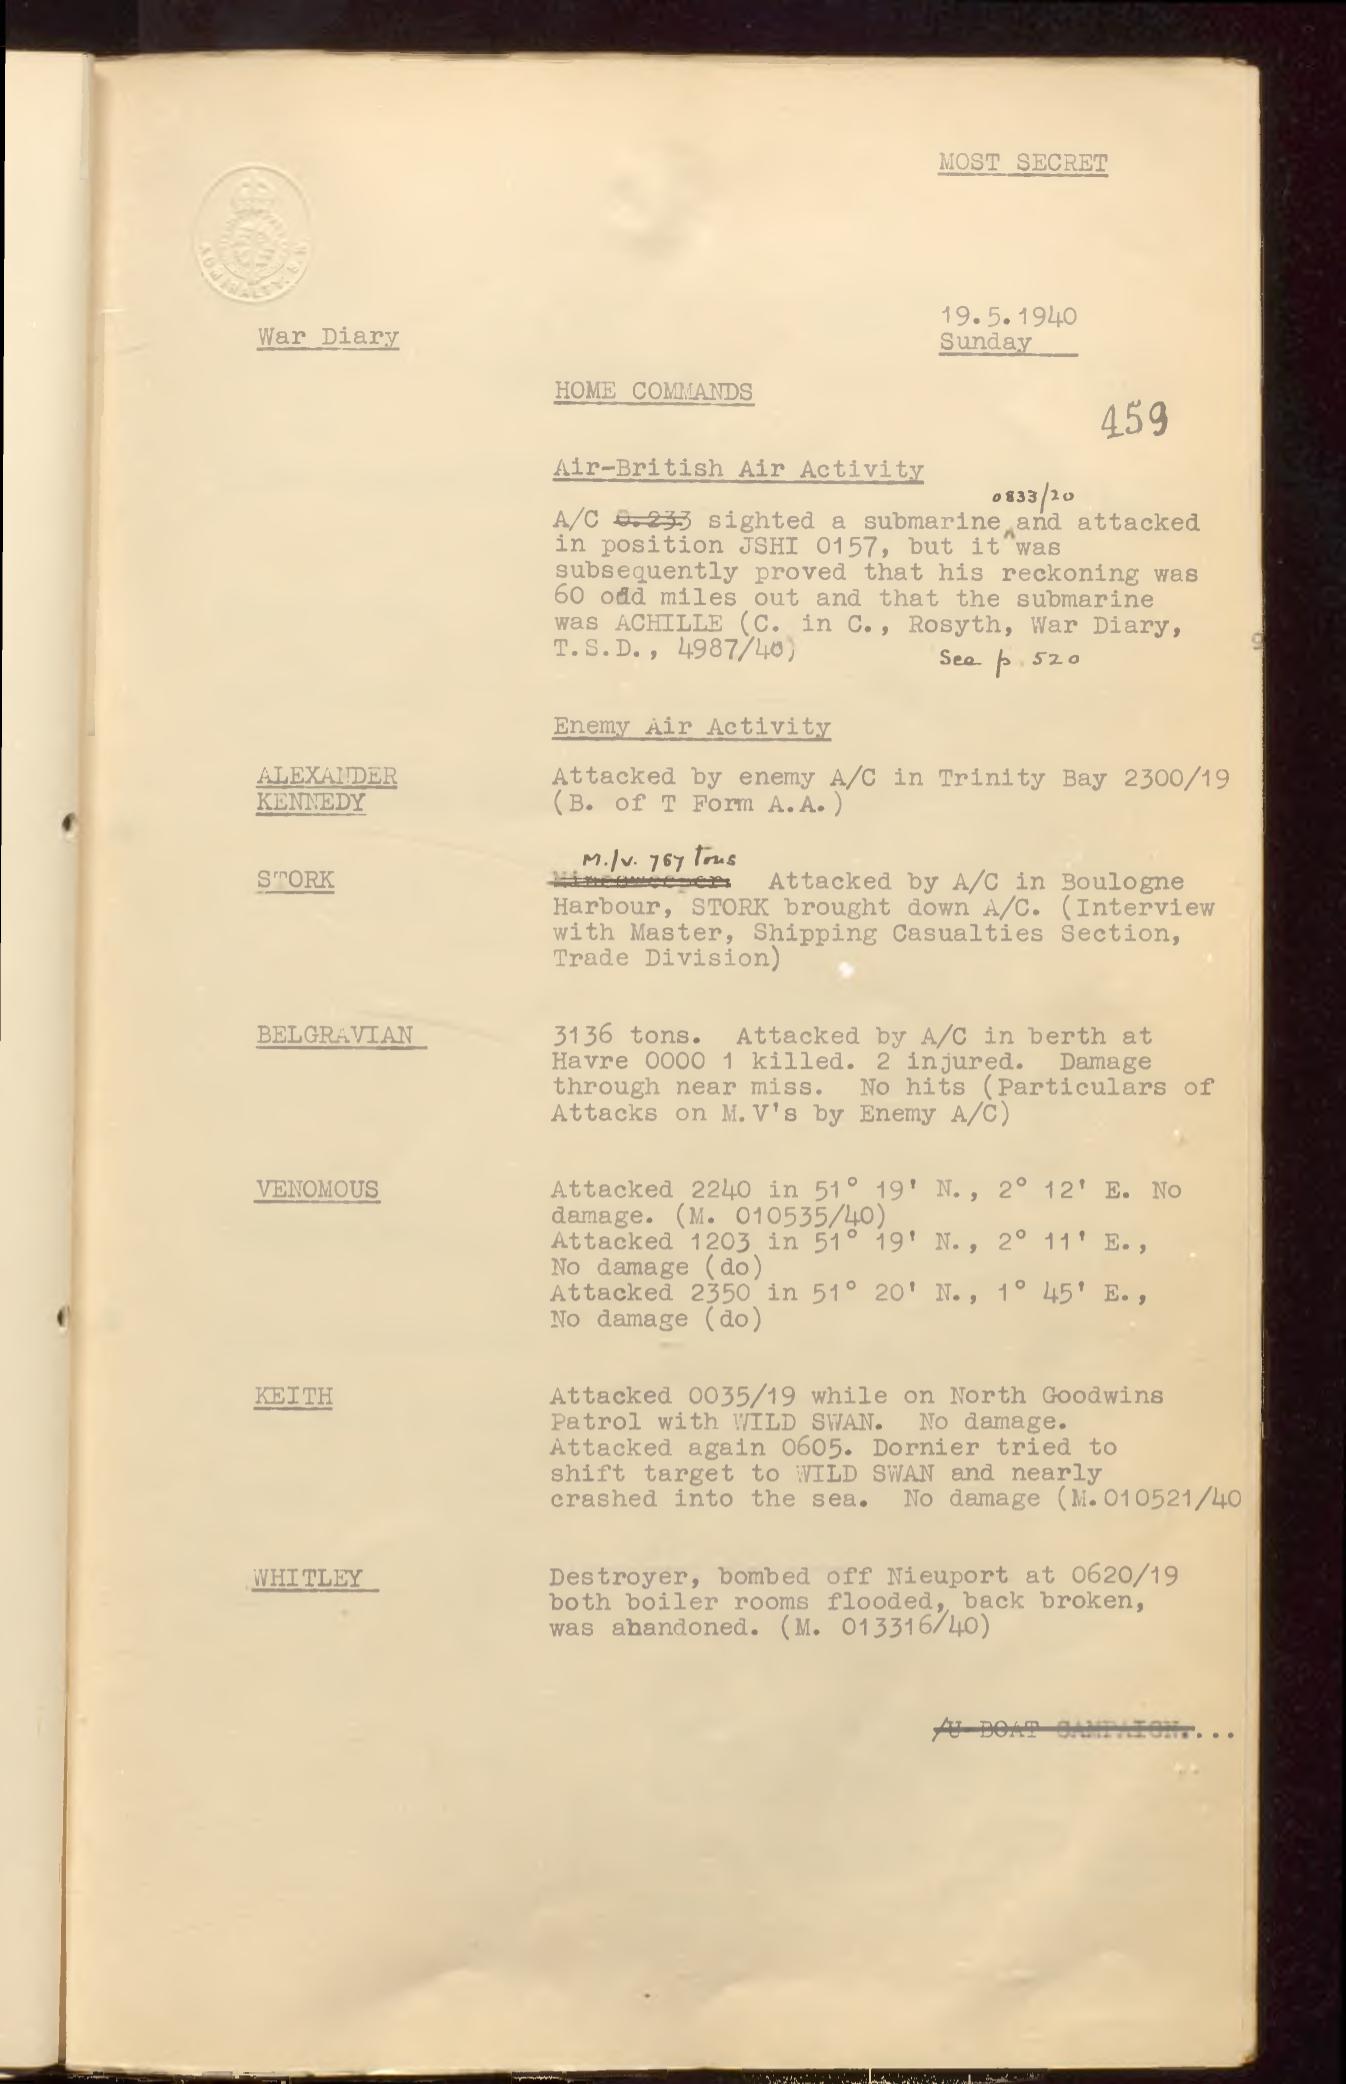 MOST SECRET
19.5.1940
War Diary
Sunday
HOME COMMANDS
459
Air-British Air Activity
0833/20
A/C 0.233 sighted a submarine ^ and attacked
in position JSHI 0157, but it was
subsequently proved that his reckoning was
60 odd miles out and that the submarine
was ACHILLE (C. in C., Rosyth, War Diary,
T.S.D., 4987/40)
See p. 520
9
Enemy Air Activity
ALEXANDER
KENNEDY
Attacked by enemy A/C in Trinity Bay 2300/19
(B. of T Form A.A.)
M./v. 767 tons
STORK
Minesweeper. Attacked by A/C in Boulogne
Harbour, STORK brought down A/C. (Interview
with Master, Shipping Casualties Section,
Trade Division)
BELGRAVIAN
3136 tons. Attacked by A/C in berth at
Havre 0000 1 killed. 2 injured. Damage
through near miss. No hits (Particulars of
Attacks on M.V's by Enemy A/C)
VENOMOUS
Attacked 2240 in 51° 19' N., 2° 12' E. No
damage. (M. 010535/40)
Attacked 1203 in 51° 19' N., 2° 11' E.,
No damage (do)
Attacked 2350 in 51° 20' N., 1° 45' E.,
No damage (do)
KEITH
Attacked 0035/19 while on North Goodwins
Patrol with WILD SWAN. No damage.
Attacked again 0605. Dornier tried to
shift target to WILD SWAN and nearly
crashed into the sea. No damage (M.010521/40
WHITLEY
Destroyer, bombed off Nieuport at 0620/19
both boiler rooms flooded, back broken,
was abandoned. (M. 013316/40)
/U-BOAT CAMPAIGN....